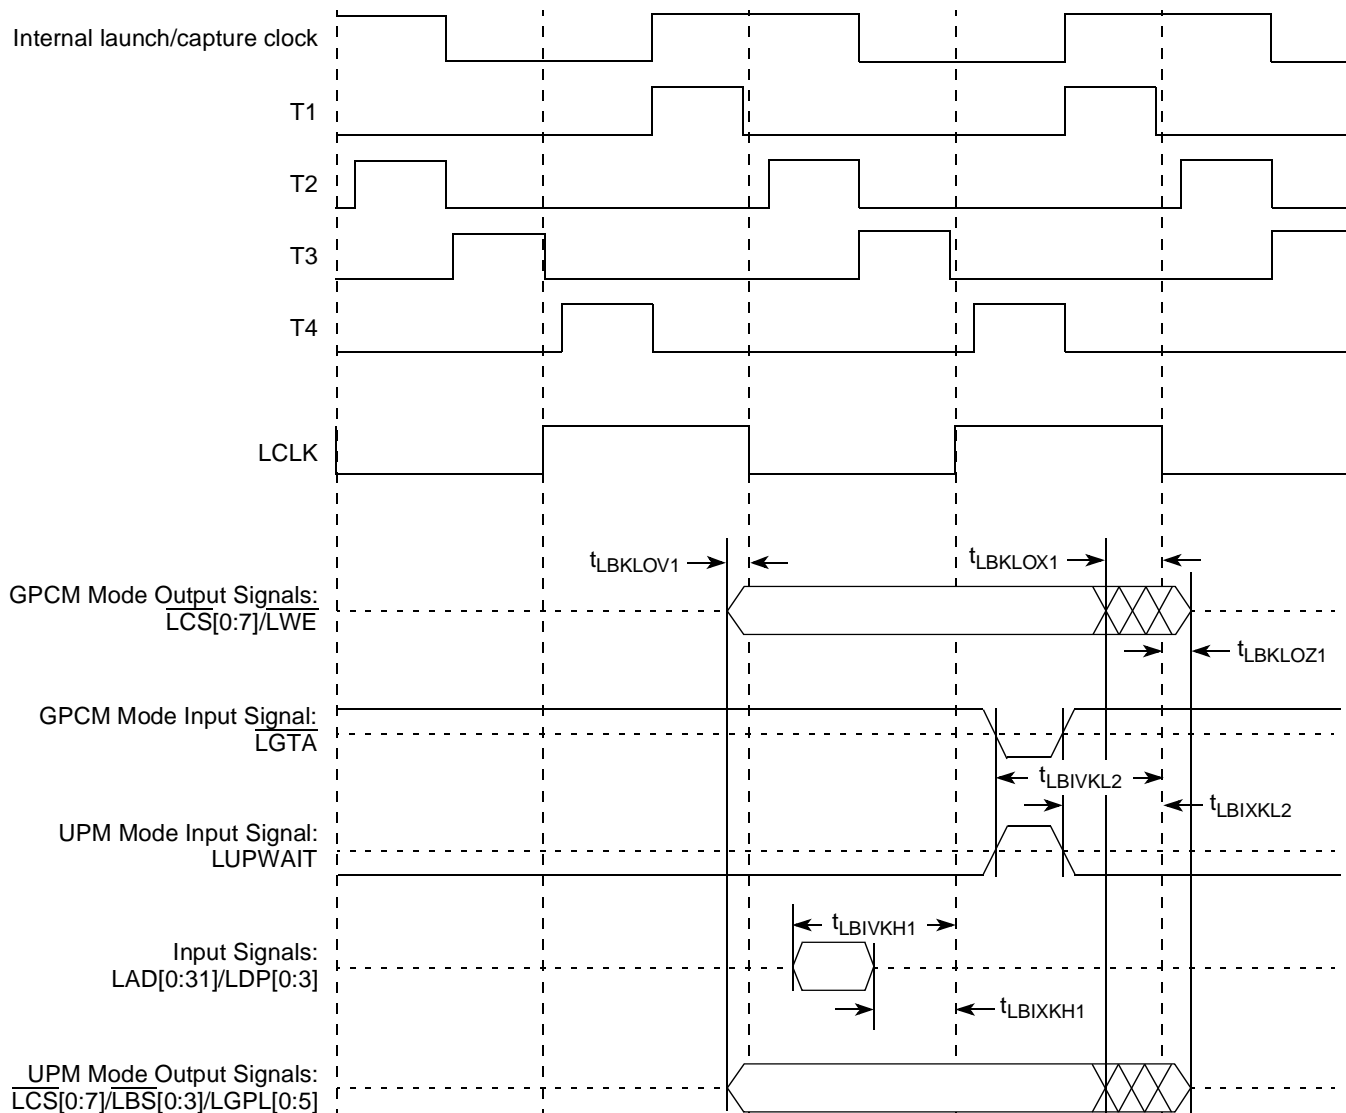 Internal launch/capture clock
T1
T2
T3
T4
LCLK
tLBKLOV1
tLBKLOX1
GPCM Mode Output Signals:
LCS[0:7]/LWE
tLBKLOZ1
GPCM Mode Input Signal:
LGTA
tLBIVKL2
tLBIXKL2
UPM Mode Input Signal:
LUPWAIT
tLBIVKH1
Input Signals:
LAD[0:31]/LDP[0:3]
tLBIXKH1
UPM Mode Output Signals:
LCS[0:7]/LBS[0:3]/LGPL[0:5]